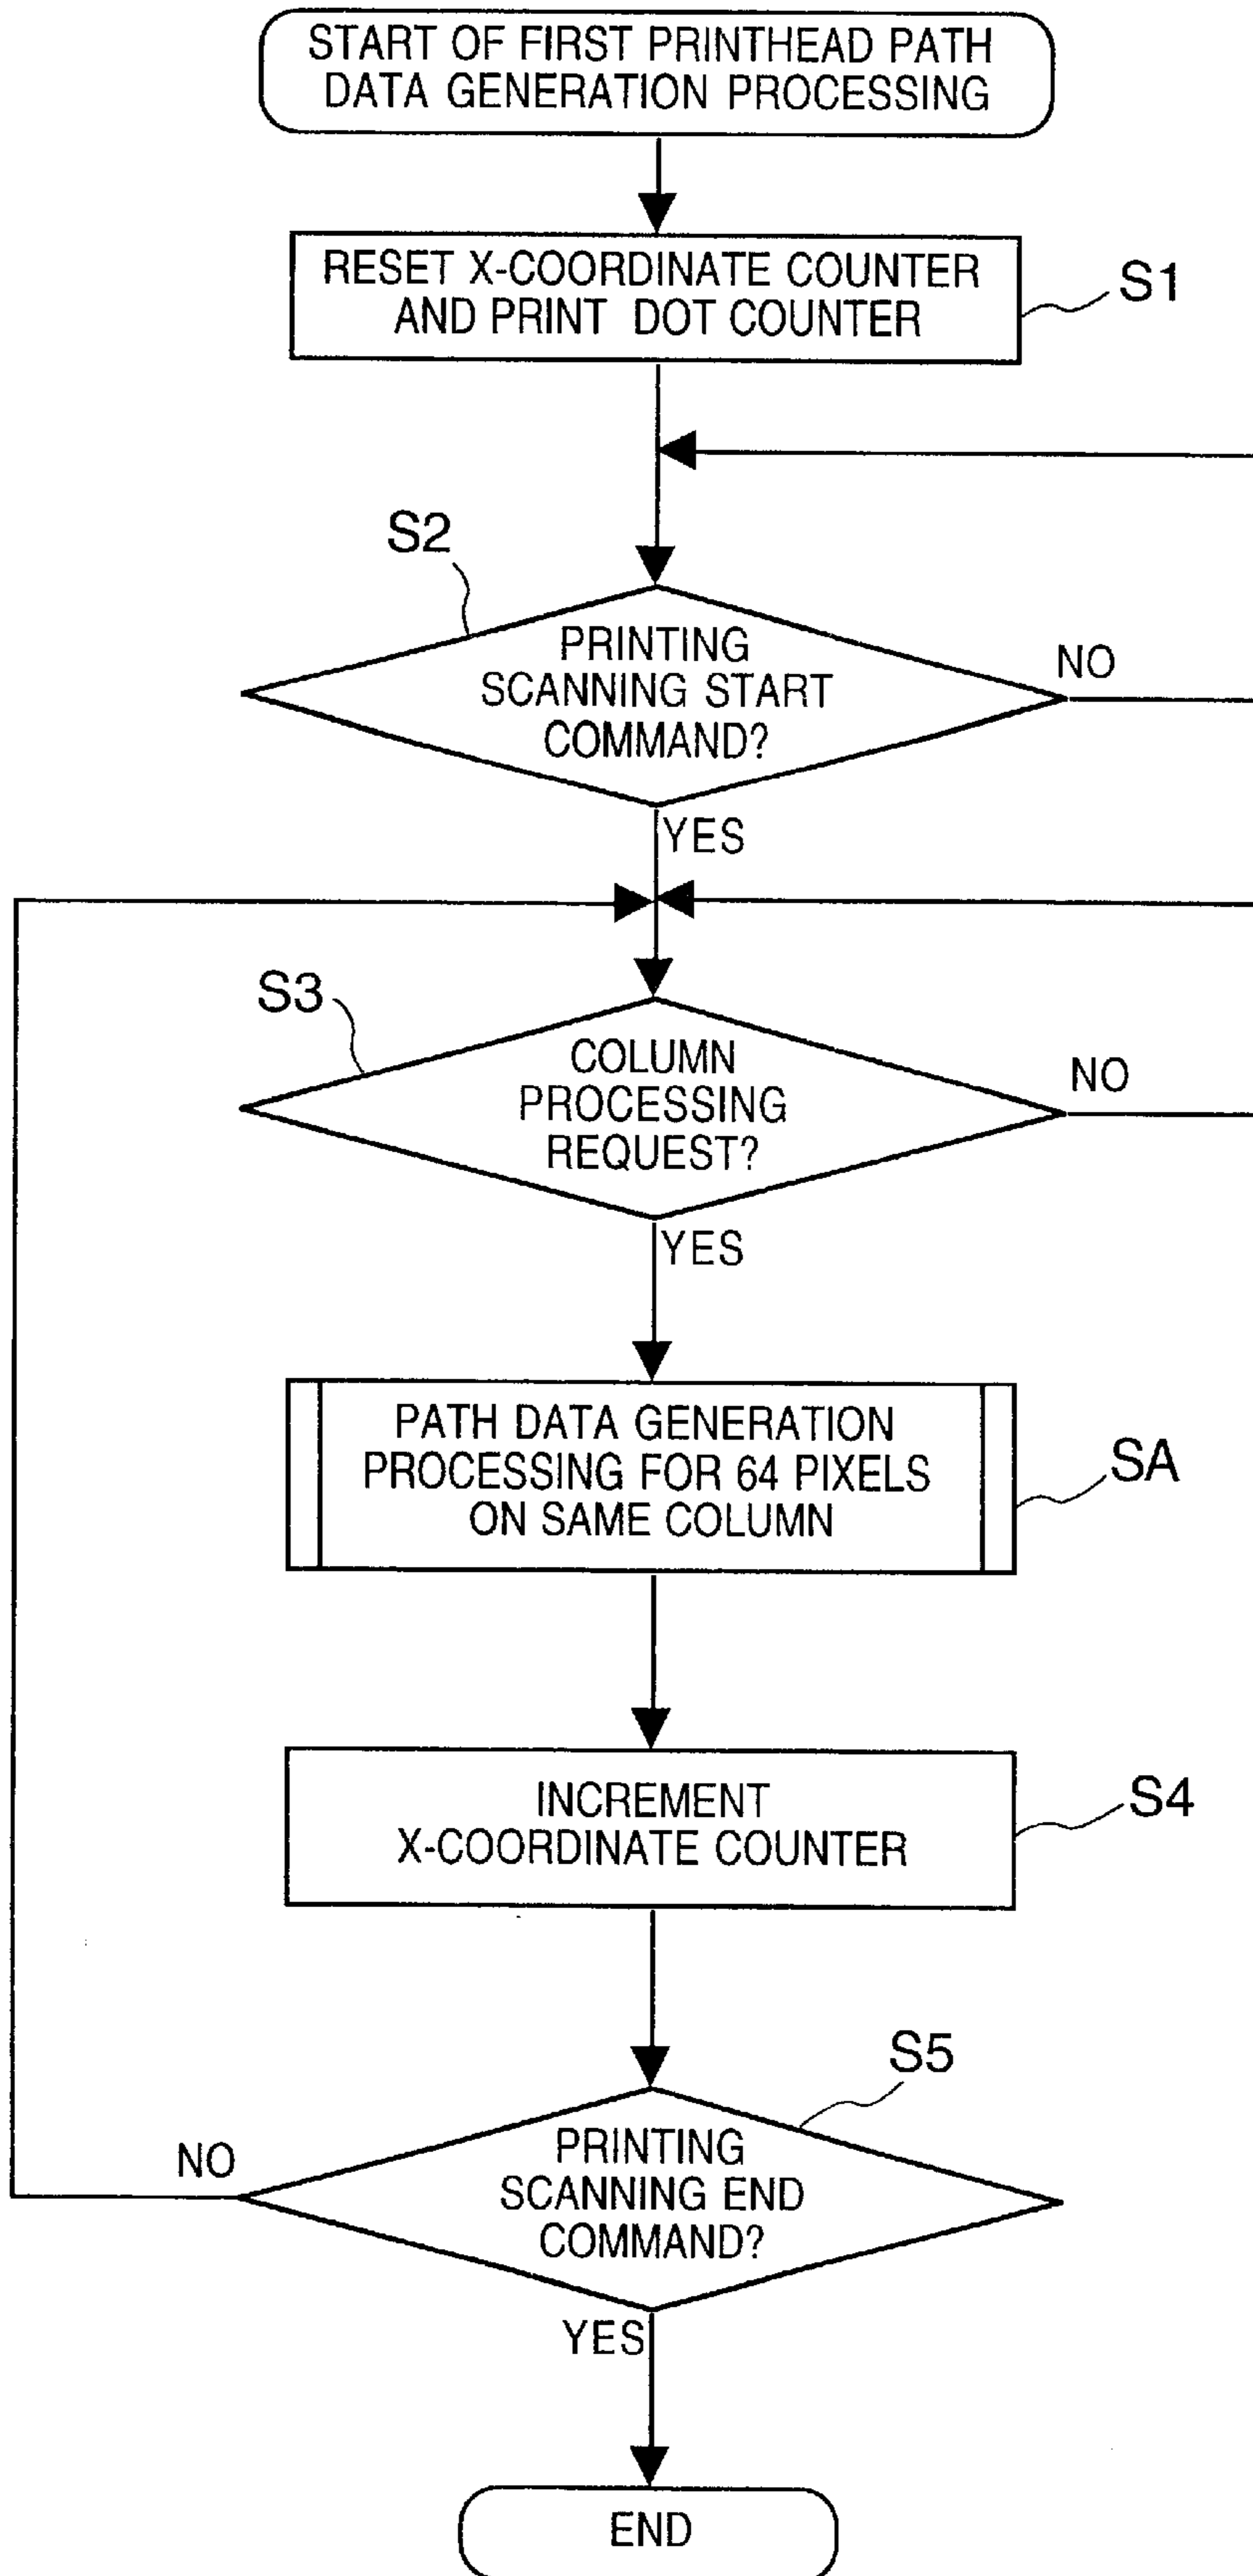 START OF FIRST PRINTHEAD PATH
DATA GENERATION PROCESSING
RESET X-COORDINATE COUNTER
AND PRINT DOT COUNTER
S1
S2
PRINTING
SCANNING START
COMMAND?
NO
YES
S3
COLUMN
PROCESSING
REQUEST?
NO
YES
PATH DATA GENERATION
PROCESSING FOR 64 PIXELS
ON SAME COLUMN
SA
INCREMENT
X-COORDINATE COUNTER
S4
S5
PRINTING
SCANNING END
COMMAND?
NO
YES
END